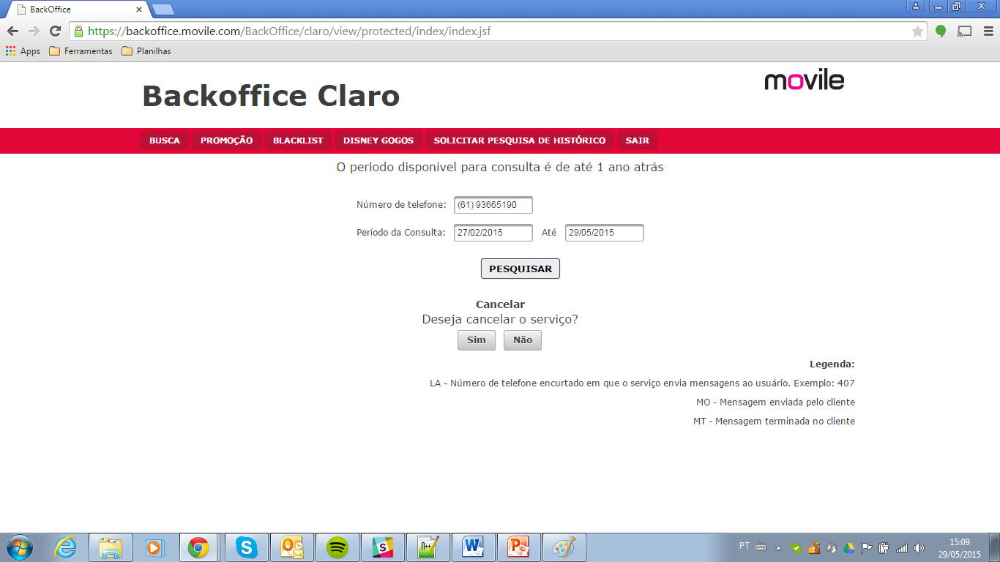 BackOffice
https://backoffice.movile.com/BackOffice/claro/view/protected/index/index.jsf
Apps Ferramentas Planilhas
movile
Backoffice Claro
BUSCA PROMOÇÃO BLACKLIST DISNEY GOGOS SOLICITAR PESQUISA DE HISTÓRICO SAIR
O periodo disponível para consulta é de até 1 ano atrás
Número de telefone: (61) 93665190
Período da Consulta: 27/02/2015 Até 29/05/2015
PESQUISAR
Cancelar
Deseja cancelar o serviço?
Sim Não
Legenda:
LA - Número de telefone encurtado em que o serviço envia mensagens ao usuário. Exemplo: 407
MO - Mensagem enviada pelo cliente
MT - Mensagem terminada no cliente
PT 15:09
29/05/2015